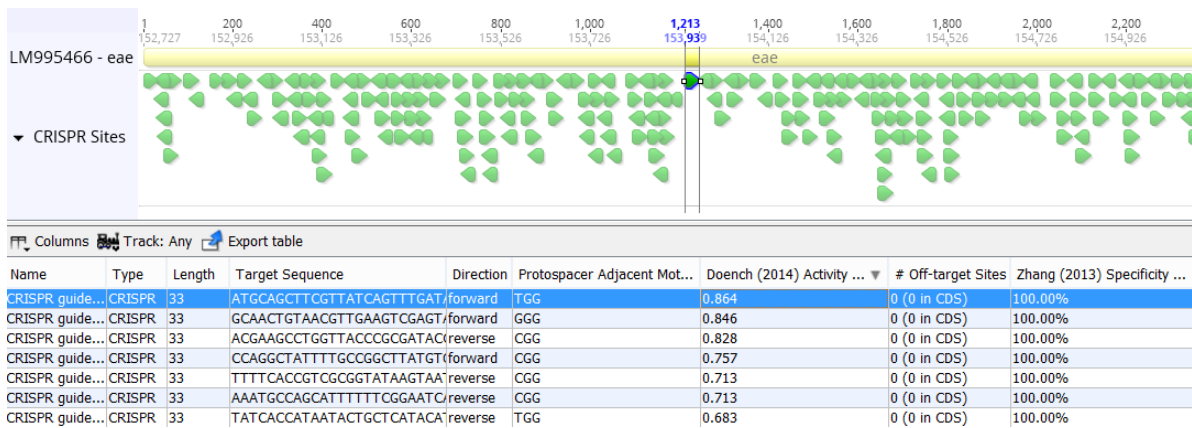 1 200 400 600 800 1,000 1,213 1,400 1,600 1,800 2,000 2,200
152,727 152,926 153,126 153,326 153,526 153,726 153,939 154,126 154,326 154,526 154,726 154,926
LM995466 - eae eae
CRISPR Sites
Columns Track: Any Export table
Name Type Length Target Sequence Direction Protospacer Adjacent Mot... Doench (2014) Activity ... # Off-target Sites Zhang (2013) Specificity ...
CRISPR guide... CRISPR 33 ATGCAGCTTCGTTATCAGTTTGAT forward TGG 0.864 0 (0 in CDS) 100.00%
CRISPR guide... CRISPR 33 GCAACTGTAACGTTGAAGTCGAGT forward GGG 0.846 0 (0 in CDS) 100.00%
CRISPR guide... CRISPR 33 ACGAAGCCTGGTTACCCGCGATAC reverse CGG 0.828 0 (0 in CDS) 100.00%
CRISPR guide... CRISPR 33 CCAGGCTATTTTGCCGGCTTATGT forward CGG 0.757 0 (0 in CDS) 100.00%
CRISPR guide... CRISPR 33 TTTTCACCGTCGCGGTATAAGTAA reverse CGG 0.713 0 (0 in CDS) 100.00%
CRISPR guide... CRISPR 33 AAATGCCAGCATTTTTTCGGAATC reverse CGG 0.713 0 (0 in CDS) 100.00%
CRISPR guide... CRISPR 33 TATCACCATAATACTGCTCATACA reverse TGG 0.683 0 (0 in CDS) 100.00%